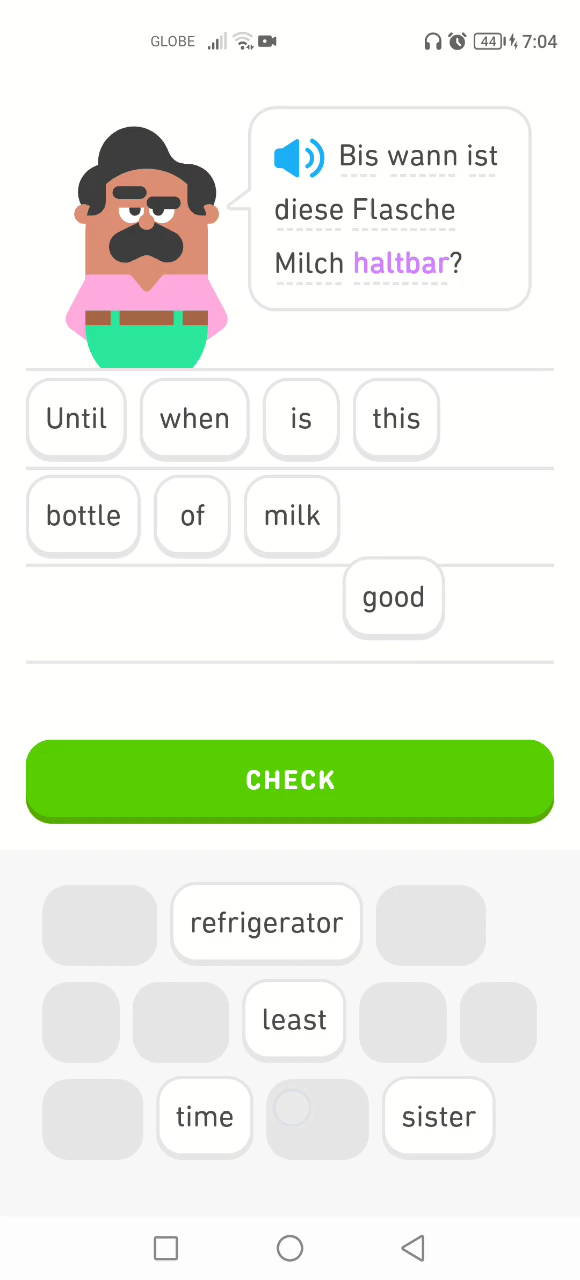 GLOBE 44 7:04
Bis wann ist
diese Flasche
Milch haltbar?
Until when is this
bottle of milk
good
CHECK
refrigerator
least
time sister